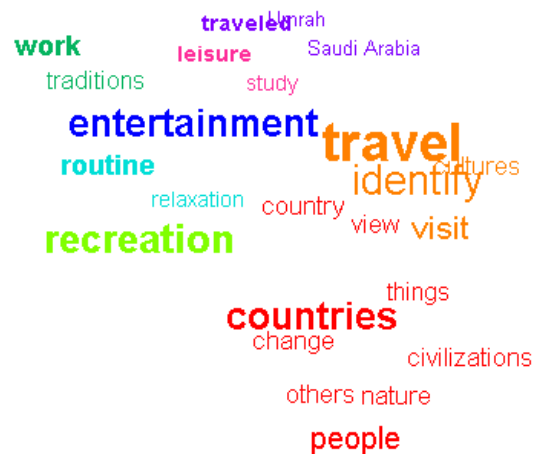 traveled Umrah
work
leisure Saudi Arabia
traditions study
entertainment
travel
routine cultures
identify
relaxation
country
view visit
recreation
things
countries
change
civilizations
others nature
people